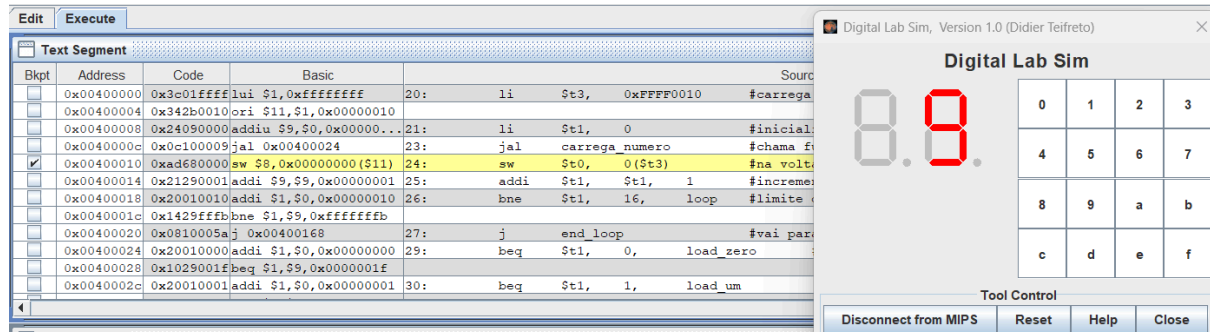 Edit Execute
Text Segment
Bkpt Address Code Basic Sourc
0x00400000 0x3c01ffff lui $1,0xffffffff 20: li $t3, 0xFFFF0010 #carrega
0x00400004 0x342b0010 ori $11,$1,0x00000010
0x00400008 0x24090000 addiu $9,$0,0x00000... 21: li $t1, 0 #iniciali
0x0040000c 0x0c100009 jal 0x00400024 23: jal carrega_numero #chama fu
0x00400010 0xad680000 sw $8,0x00000000($11) 24: sw $t0, 0($t3) #na volta
0x00400014 0x21290001 addi $9,$9,0x00000001 25: addi $t1, $t1, 1 #incremen
0x00400018 0x20010010 addi $1,$0,0x00000010 26: bne $t1, 16, loop #limite
0x0040001c 0x1429fffb bne $1,$9,0xfffffffb
0x00400020 0x0810005a j 0x00400168 27: j end_loop #vai para
0x00400024 0x20010000 addi $1,$0,0x00000000 29: beq $t1, 0, load_zero
0x00400028 0x1029001f beq $1,$9,0x0000001f
0x0040002c 0x20010001 addi $1,$0,0x00000001 30: beq $t1, 1, load_um
Digital Lab Sim, Version 1.0 (Didier Teifreto)
Digital Lab Sim
9
0 1 2 3
4 5 6 7
8 9 a b
c d e f
Tool Control
Disconnect from MIPS Reset Help Close